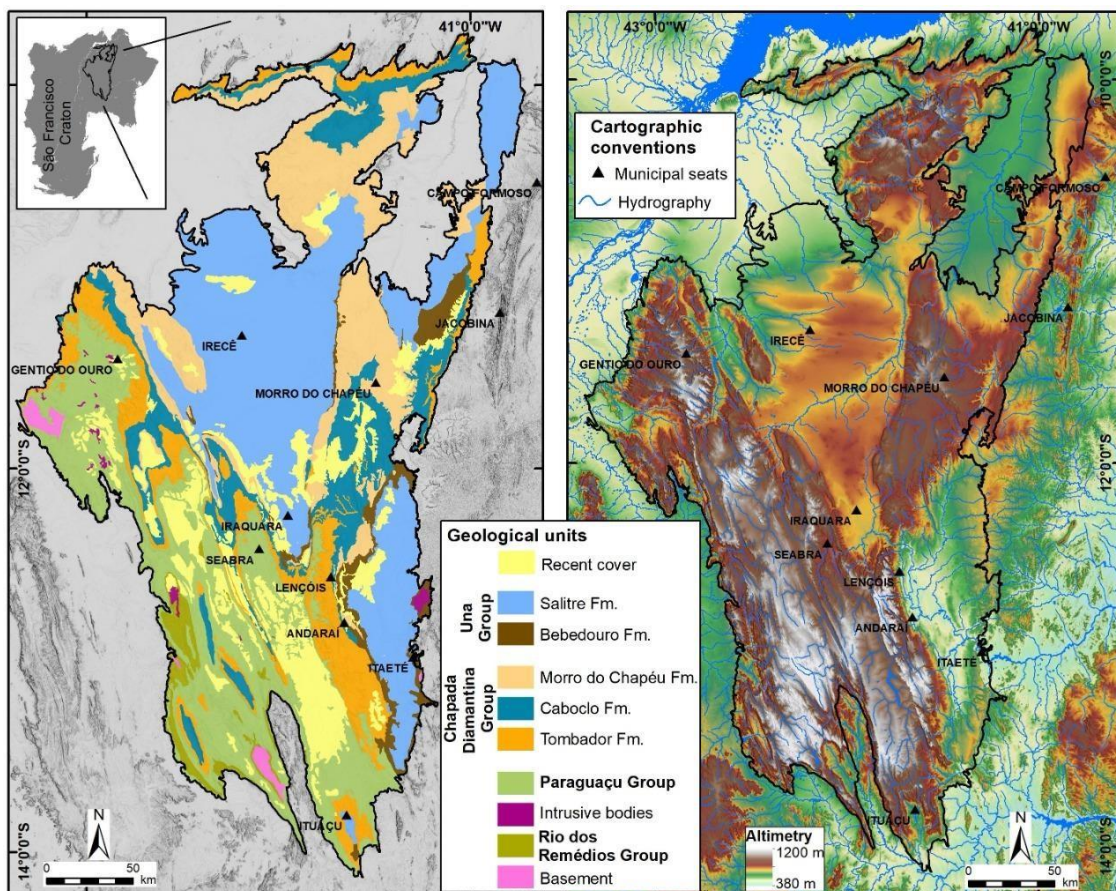 41°0'0"W
São Francisco
Craton
CAMPO FORMOSO
JACOBINA
IRECÊ
GENTIO DO OURO
MORRO DO CHAPÉU
12°0'0"S
IRAQUARA
SEABRA
LENÇÓIS
ANDARAÍ
ITAETÉ
ITUAÇU
14°0'0"S
N
0 50
km
Geological units
Recent cover
Una
Group
Salitre Fm.
Bebedouro Fm.
Chapada
Diamantina
Group
Morro do Chapéu Fm.
Caboclo Fm.
Tombador Fm.
Paraguaçu Group
Intrusive bodies
Rio dos
Remédios Group
Basement
43°0'0"W
41°0'0"W
10°0'0"S
Cartographic
conventions
Municipal seats
Hydrography
CAMPO FORMOSO
JACOBINA
IRECÊ
GENTIO DO OURO
MORRO DO CHAPÉU
12°0'0"S
IRAQUARA
SEABRA
LENÇÓIS
ANDARAÍ
ITAETÉ
ITUAÇU
Altimetry
1200 m
380 m
N
0 50
km
14°0'0"S